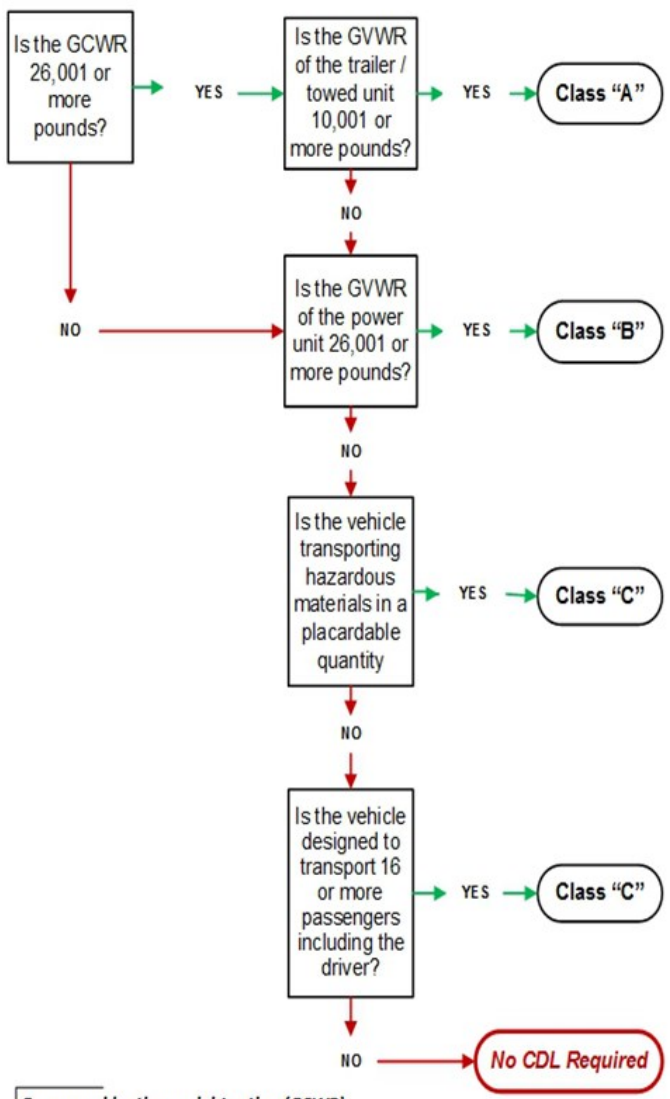 Is the GCWR
26,001 or
more
pounds?
YES
Is the GVWR
of the trailer /
towed unit
10,001 or
more pounds?
YES
Class “A”
NO
NO
Is the GVWR
of the power
unit 26,001 or
more pounds?
YES
Class “B”
NO
Is the vehicle
transporting
hazardous
materials in a
placardable
quantity
YES
Class “C”
NO
Is the vehicle
designed to
transport 16
or more
passengers
including the
driver?
YES
Class “C”
NO
No CDL Required
(GCWR)